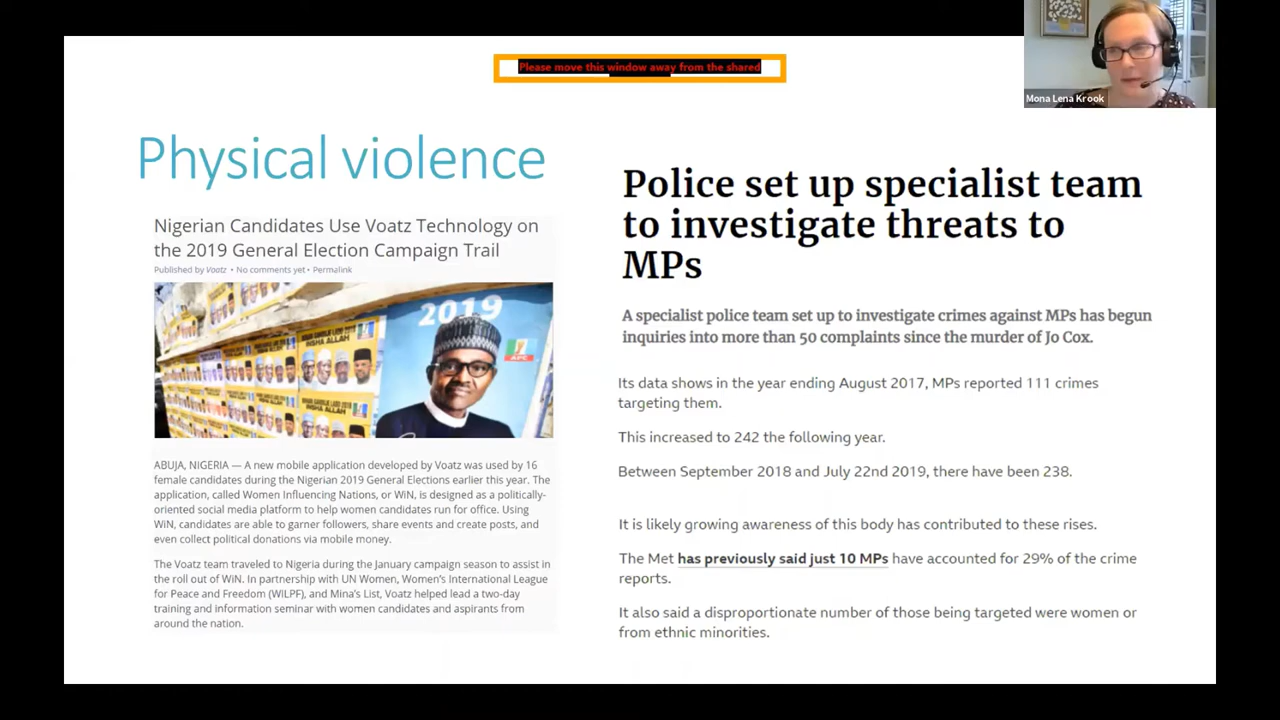 Please move this window away from the shared
Mona Lena Krook
Physical violence
Nigerian Candidates Use Voatz Technology on
the 2019 General Election Campaign Trail
Published by Voatz • No comments yet • Permalink
2019
APC
INSHA ALLAH
ABUJA, NIGERIA — A new mobile application developed by Voatz was used by 16
female candidates during the Nigerian 2019 General Elections earlier this year. The
application, called Women Influencing Nations, or WiN, is designed as a politically-
oriented social media platform to help women candidates run for office. Using
WiN, candidates are able to garner followers, share events and create posts, and
even collect political donations via mobile money.
The Voatz team traveled to Nigeria during the January campaign season to assist in
the roll out of WiN. In partnership with UN Women, Women's International League
for Peace and Freedom (WILPF), and Mina's List, Voatz helped lead a two-day
training and information seminar with women candidates and aspirants from
around the nation.
Police set up specialist team
to investigate threats to
MPs
A specialist police team set up to investigate crimes against MPs has begun
inquiries into more than 50 complaints since the murder of Jo Cox.
Its data shows in the year ending August 2017, MPs reported 111 crimes
targeting them.
This increased to 242 the following year.
Between September 2018 and July 22nd 2019, there have been 238.
It is likely growing awareness of this body has contributed to these rises.
The Met has previously said just 10 MPs have accounted for 29% of the crime
reports.
It also said a disproportionate number of those being targeted were women or
from ethnic minorities.